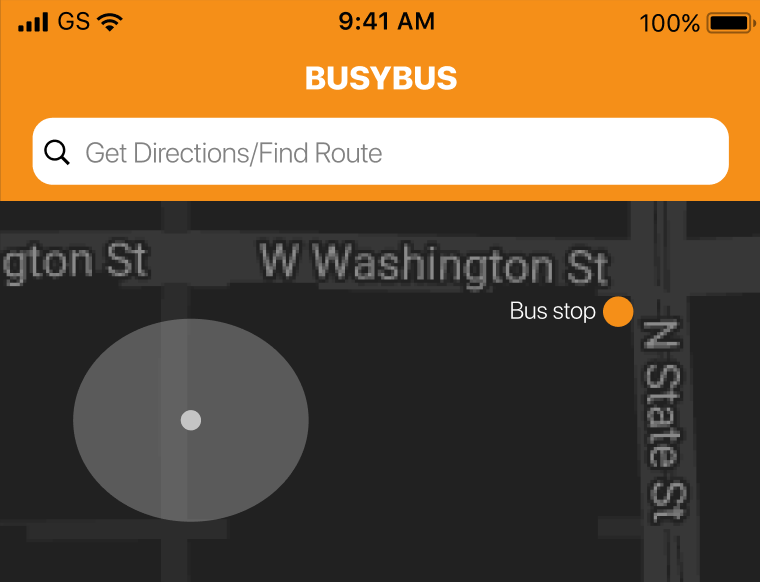 GS 9:41 AM 100%
BUSYBUS
Get Directions/Find Route
gton St W Washington St
Bus stop
N State St